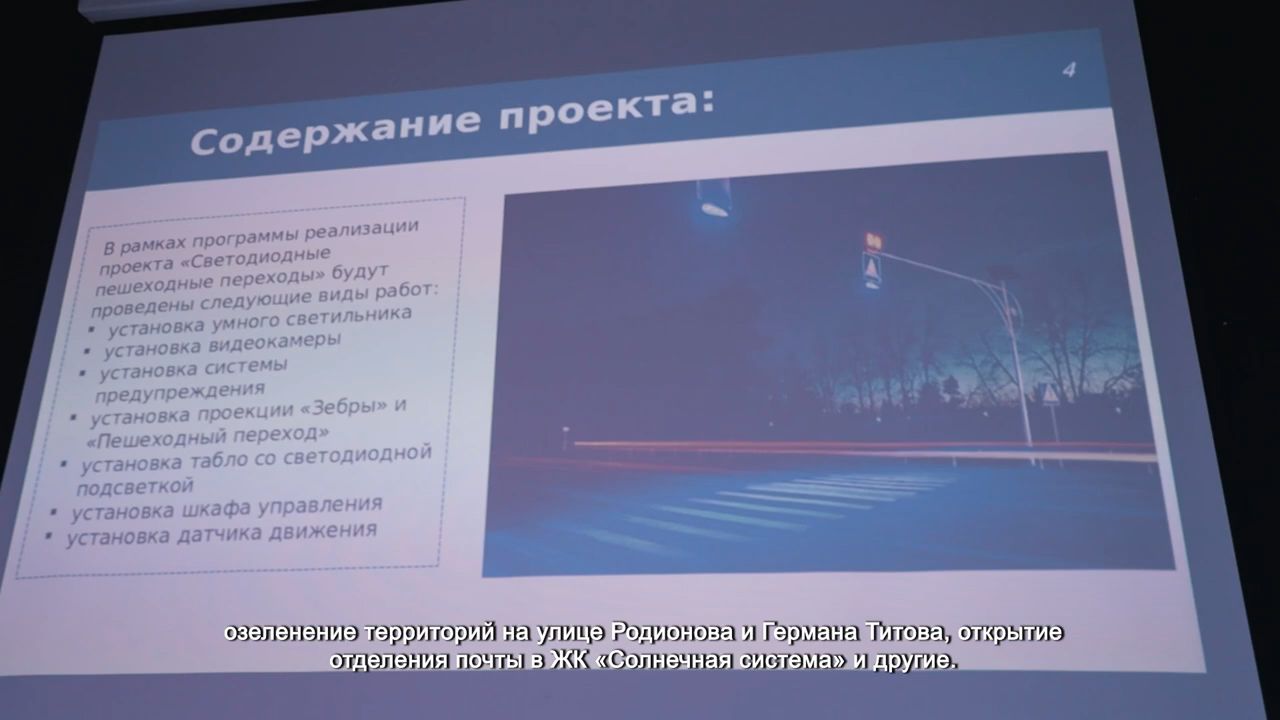 4
Содержание проекта:
В рамках программы реализации
проекта «Светодиодные
пешеходные переходы» будут
проведены следующие виды работ:
▪ установка умного светильника
▪ установка видеокамеры
▪ установка системы
предупреждения
▪ установка проекции «Зебры» и
«Пешеходный переход»
▪ установка табло со светодиодной
подсветкой
▪ установка шкафа управления
▪ установка датчика движения
озеленение территорий на улице Родионова и Германа Титова, открытие
отделения почты в ЖК «Солнечная система» и другие.